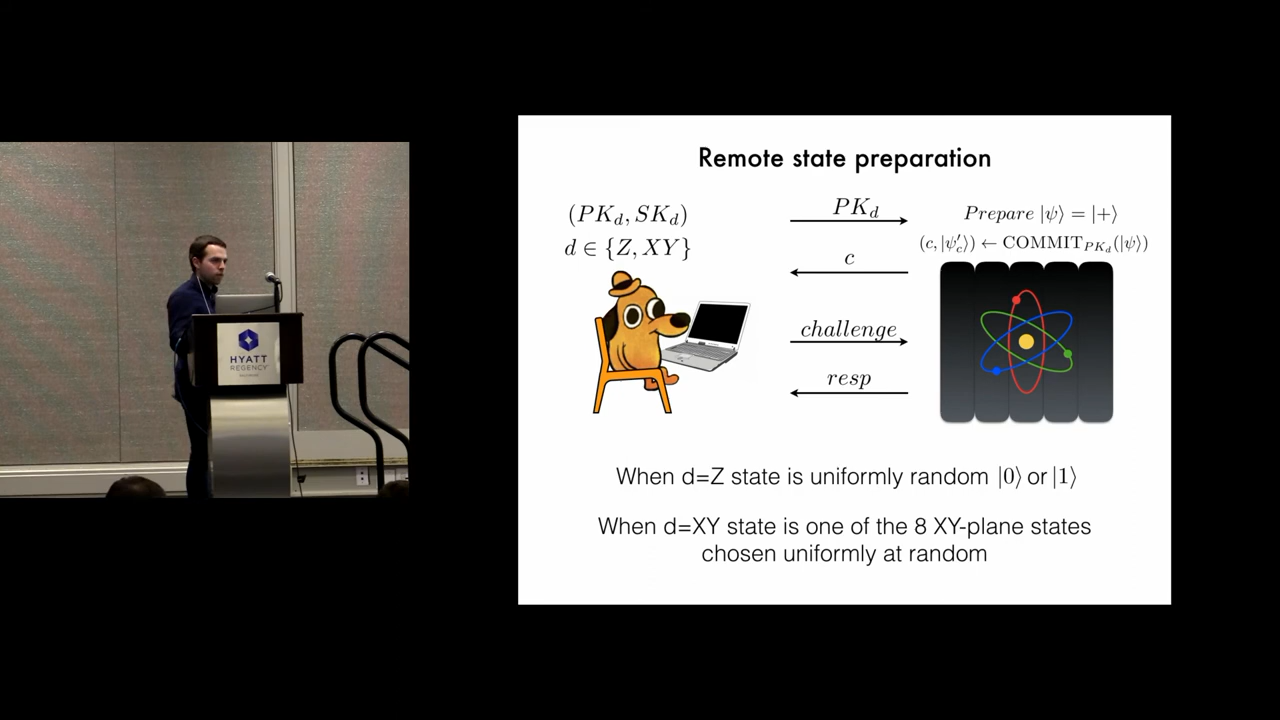 Remote state preparation
(PK_d, SK_d)
d ∈ {Z, XY}
PK_d
Prepare |ψ⟩ = |+⟩
(c, |ψ'_c⟩) ← COMMIT_{PK_d}(|ψ⟩)
c
challenge
resp
When d=Z state is uniformly random |0⟩ or |1⟩
When d=XY state is one of the 8 XY-plane states
chosen uniformly at random
HYATT
REGENCY